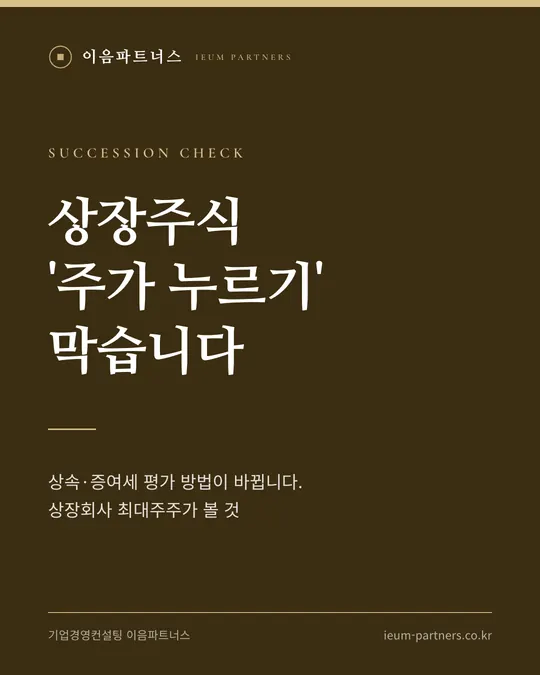 이음파트너스 IEUM PARTNERS
SUCCESSION CHECK
상장주식
'주가 누르기'
막습니다
상속·증여세 평가 방법이 바뀝니다.
상장회사 최대주주가 볼 것
기업경영컨설팅 이음파트너스 ieum-partners.co.kr